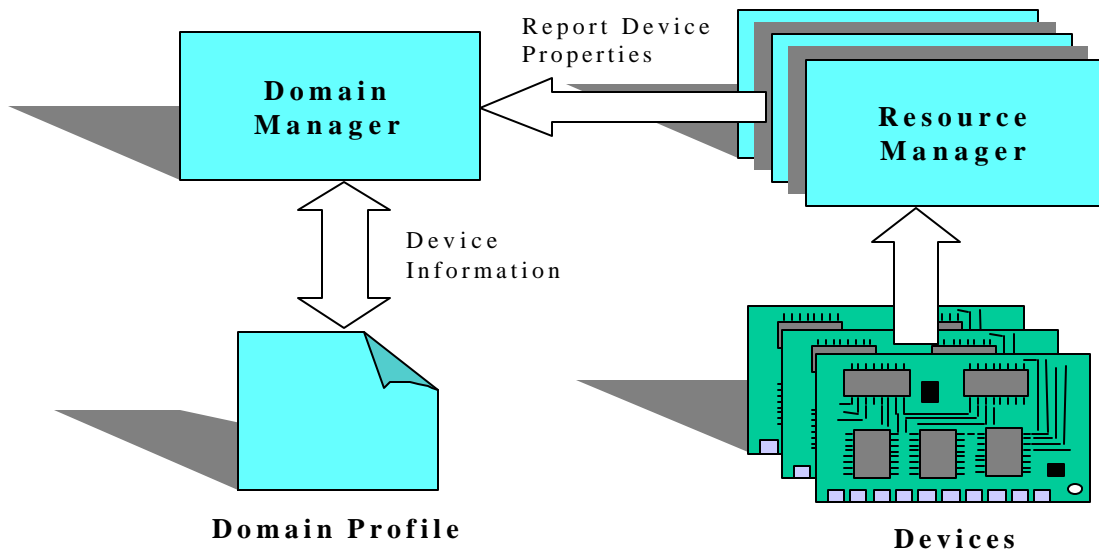 Report Device
Properties
Domain
Manager
Resource
Manager
Device
Information
Domain Profile
Devices